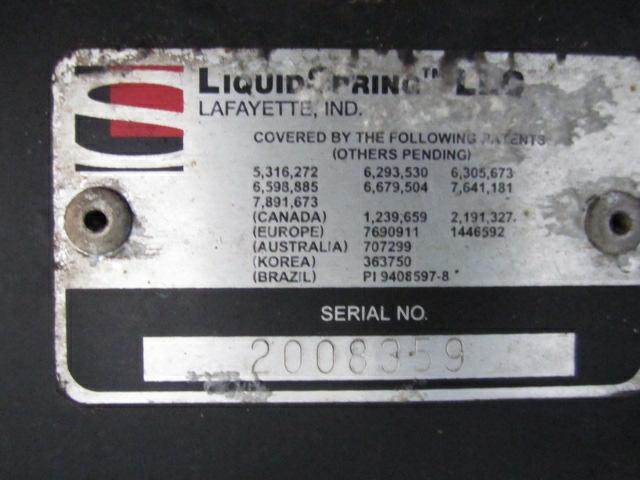 LIQUIDSPRING™ LLC
LAFAYETTE, IND.
COVERED BY THE FOLLOWING PATENTS
(OTHERS PENDING)
5,316,272 6,293,530 6,305,673
6,598,885 6,679,504 7,641,181
7,891,673
(CANADA) 1,239,659 2,191,327
(EUROPE) 7690911 1446592
(AUSTRALIA) 707299
(KOREA) 363750
(BRAZIL) PI 9408597-8
SERIAL NO.
2008359